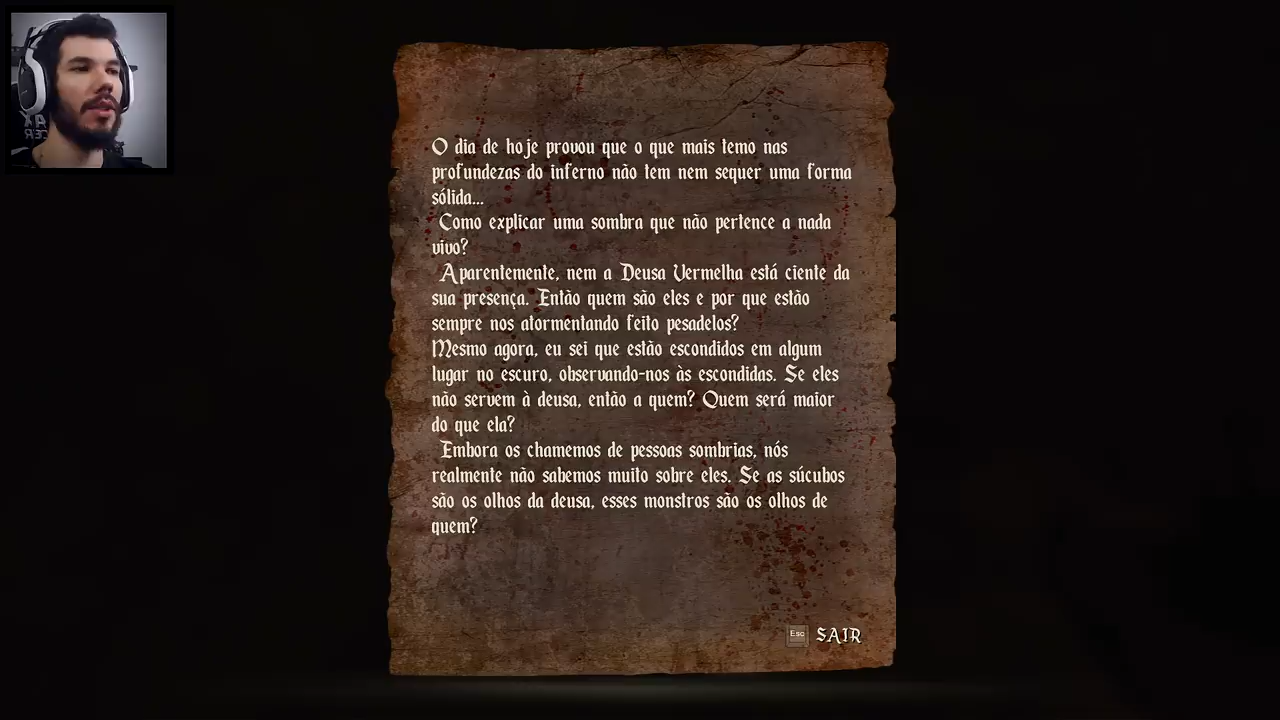 O dia de hoje provou que o que mais temo nas
profundezas do inferno não tem nem sequer uma forma
sólida...
Como explicar uma sombra que não pertence a nada
vivo?
Aparentemente, nem a Deusa Vermelha está ciente da
sua presença. Então quem são eles e por que estão
sempre nos atormentando feito pesadelos?
Mesmo agora, eu sei que estão escondidos em algum
lugar no escuro, observando-nos às escondidas. Se eles
não servem à deusa, então a quem? Quem será maior
do que ela?
Embora os chamemos de pessoas sombrias, nós
realmente não sabemos muito sobre eles. Se as súcubos
são os olhos da deusa, esses monstros são os olhos de
quem?
Esc SAIR